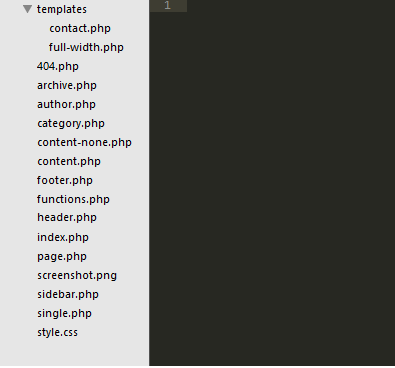 templates
contact.php
full-width.php
404.php
archive.php
author.php
category.php
content-none.php
content.php
footer.php
functions.php
header.php
index.php
page.php
screenshot.png
sidebar.php
single.php
style.css
1